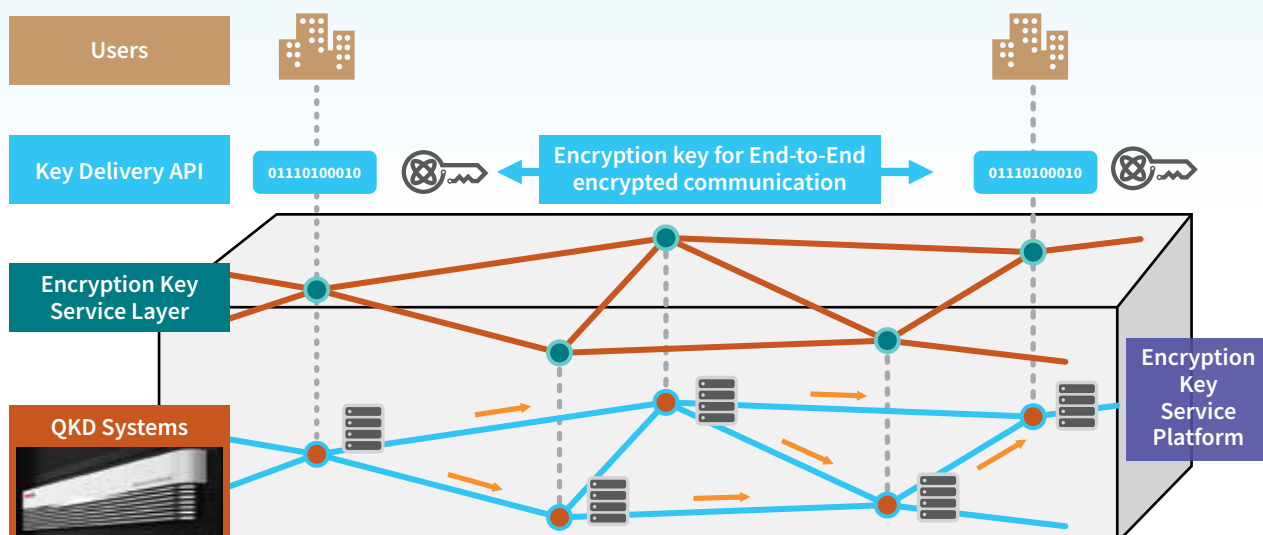 Users
Key Delivery API
01110100010
Encryption key for End-to-End
encrypted communication
01110100010
Encryption Key
Service Layer
Encryption
Key
Service
Platform
QKD Systems